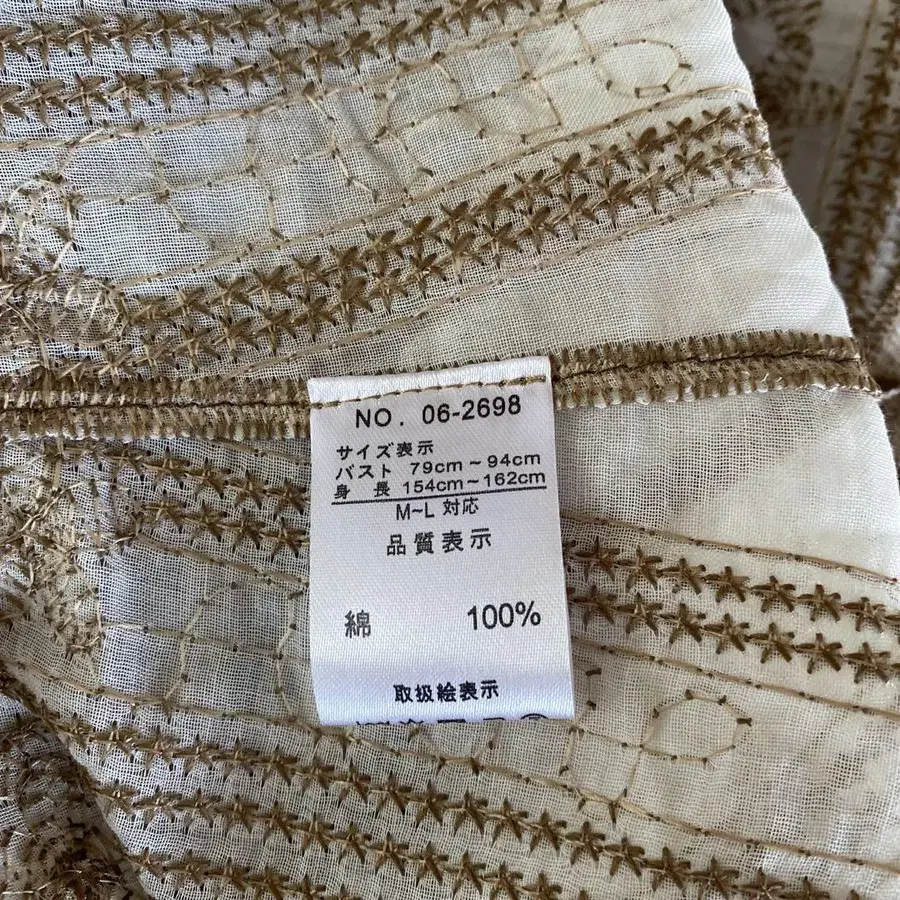 NO. 06-2698
サイズ表示
バスト 79cm～94cm
身 長 154cm～162cm
M~L 対応
品質表示
綿 100%
取扱絵表示